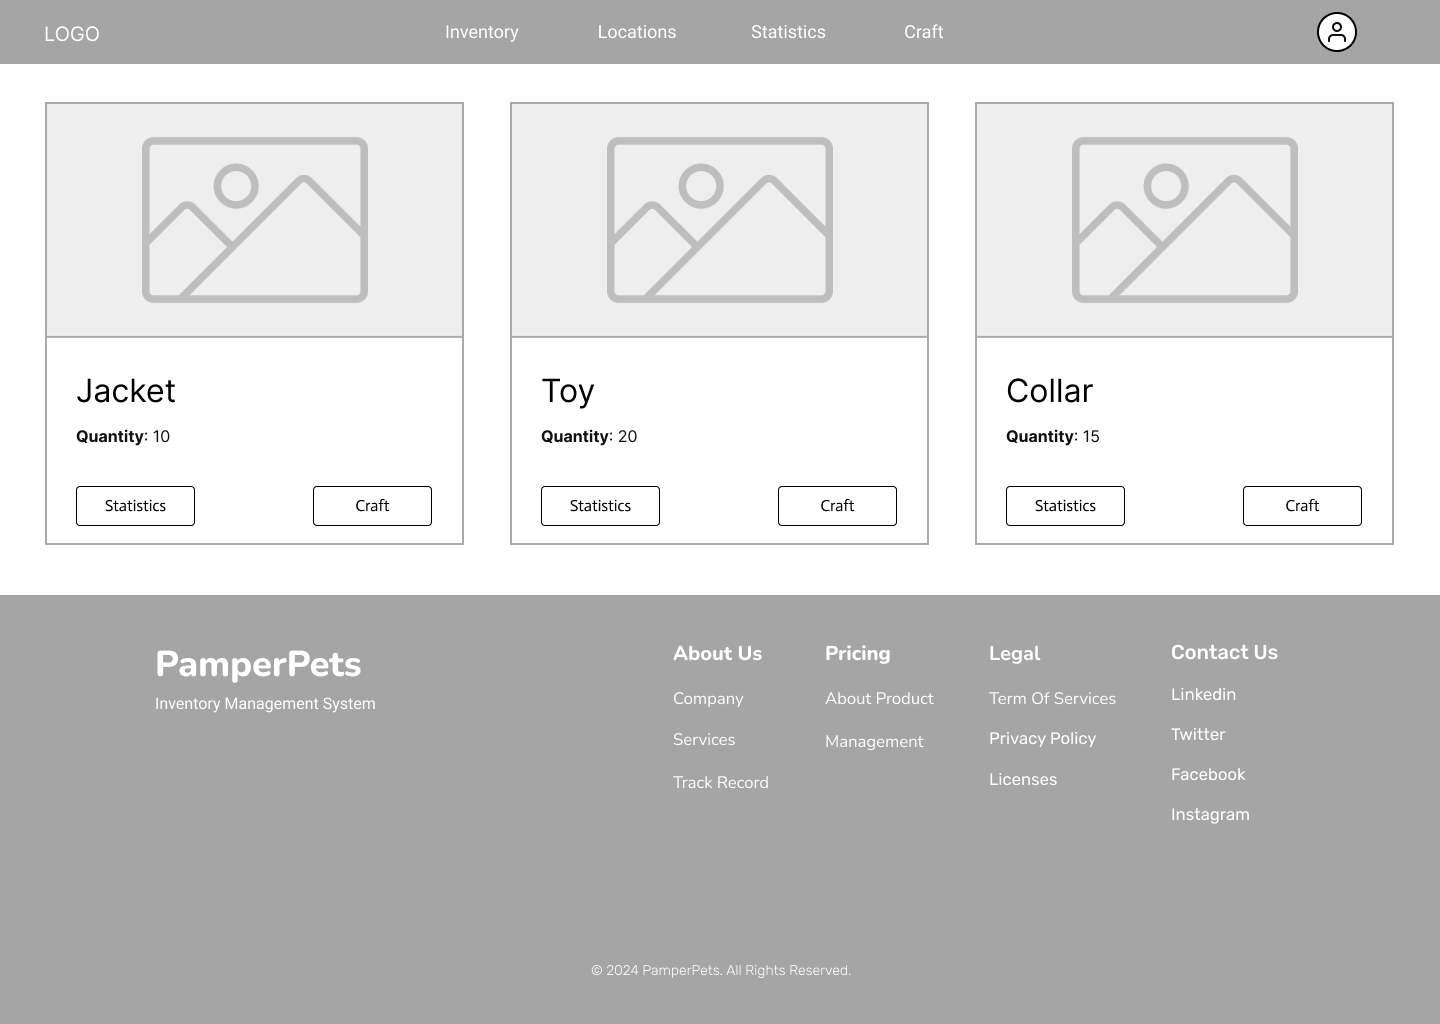 LOGO
Inventory
Locations
Statistics
Craft
Jacket
Quantity: 10
Statistics
Craft
Toy
Quantity: 20
Statistics
Craft
Collar
Quantity: 15
Statistics
Craft
PamperPets
Inventory Management System
About Us
Company
Services
Track Record
Pricing
About Product
Management
Legal
Term Of Services
Privacy Policy
Licenses
Contact Us
Linkedin
Twitter
Facebook
Instagram
© 2024 PamperPets. All Rights Reserved.